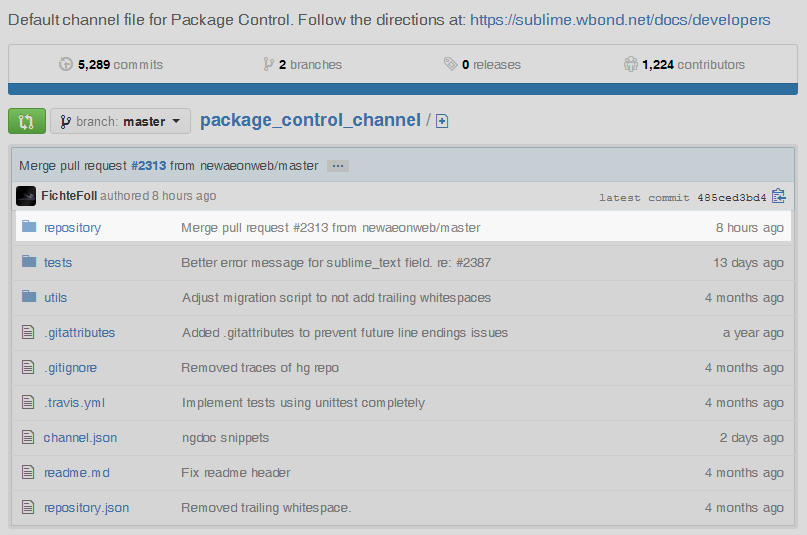 Default channel file for Package Control. Follow the directions at: https://sublime.wbond.net/docs/developers
5,289 commits 2 branches 0 releases 1,224 contributors
branch: master package_control_channel /
Merge pull request #2313 from newaeonweb/master ...
FichteFoll authored 8 hours ago latest commit 485ced3bd4
repository Merge pull request #2313 from newaeonweb/master 8 hours ago
tests Better error message for sublime_text field. re: #2387 13 days ago
utils Adjust migration script to not add trailing whitespaces 4 months ago
.gitattributes Added .gitattributes to prevent future line endings issues a year ago
.gitignore Removed traces of hg repo 4 months ago
.travis.yml Implement tests using unittest completely 4 months ago
channel.json ngdoc snippets 2 days ago
readme.md Fix readme header 4 months ago
repository.json Removed trailing whitespace. 4 months ago